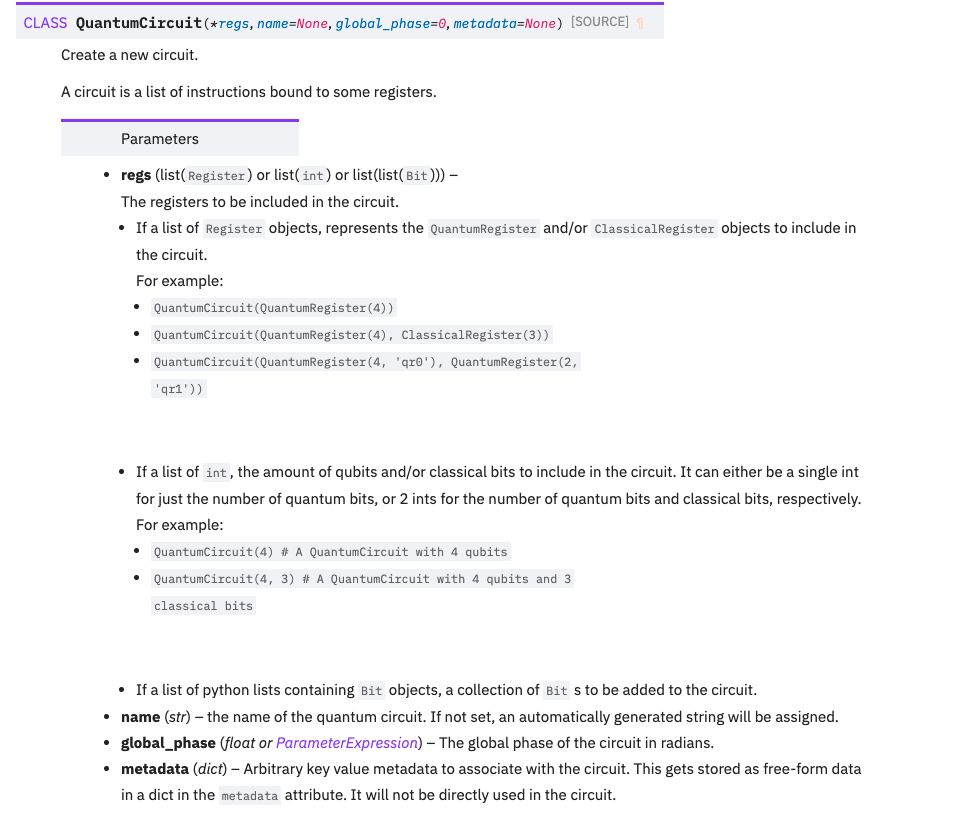 CLASS QuantumCircuit(*regs, name=None, global_phase=0, metadata=None) [SOURCE] ¶
Create a new circuit.
A circuit is a list of instructions bound to some registers.
Parameters
• regs (list(Register) or list(int) or list(list(Bit))) –
The registers to be included in the circuit.
• If a list of Register objects, represents the QuantumRegister and/or ClassicalRegister objects to include in
the circuit.
For example:
• QuantumCircuit(QuantumRegister(4))
• QuantumCircuit(QuantumRegister(4), ClassicalRegister(3))
• QuantumCircuit(QuantumRegister(4, 'qr0'), QuantumRegister(2,
'qr1'))
• If a list of int, the amount of qubits and/or classical bits to include in the circuit. It can either be a single int
for just the number of quantum bits, or 2 ints for the number of quantum bits and classical bits, respectively.
For example:
• QuantumCircuit(4) # A QuantumCircuit with 4 qubits
• QuantumCircuit(4, 3) # A QuantumCircuit with 4 qubits and 3
classical bits
• If a list of python lists containing Bit objects, a collection of Bit s to be added to the circuit.
• name (str) – the name of the quantum circuit. If not set, an automatically generated string will be assigned.
• global_phase (float or ParameterExpression) – The global phase of the circuit in radians.
• metadata (dict) – Arbitrary key value metadata to associate with the circuit. This gets stored as free-form data
in a dict in the metadata attribute. It will not be directly used in the circuit.